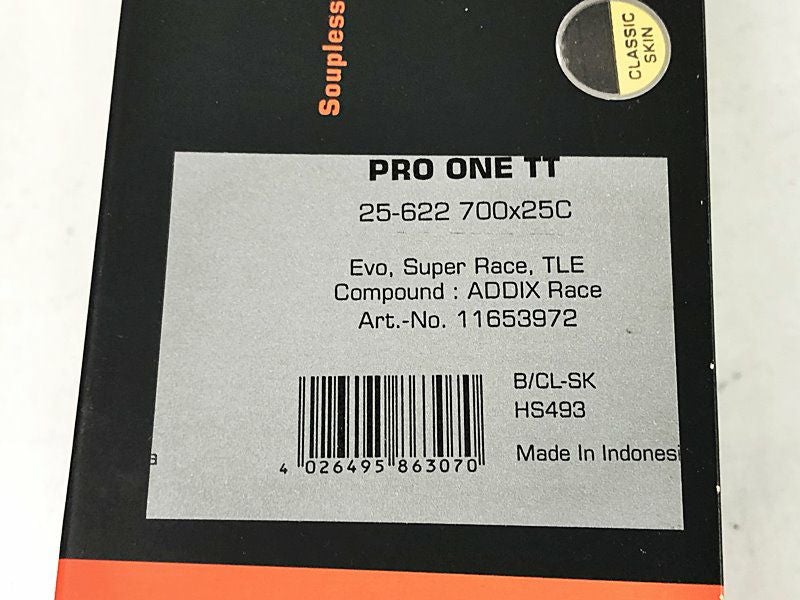 Soupless
CLASSIC
SKIN
PRO ONE TT
25-622 700x25C
Evo, Super Race, TLE
Compound : ADDIX Race
Art.-No. 11653972
B/CL-SK
HS493
Made In Indonesi
4 026495 863070